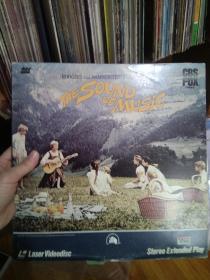 RODGERS and HAMMERSTEIN'S
CBS
FOX
THE SOUND
OF MUSIC
Laser Videodisc
Stereo Extended Play